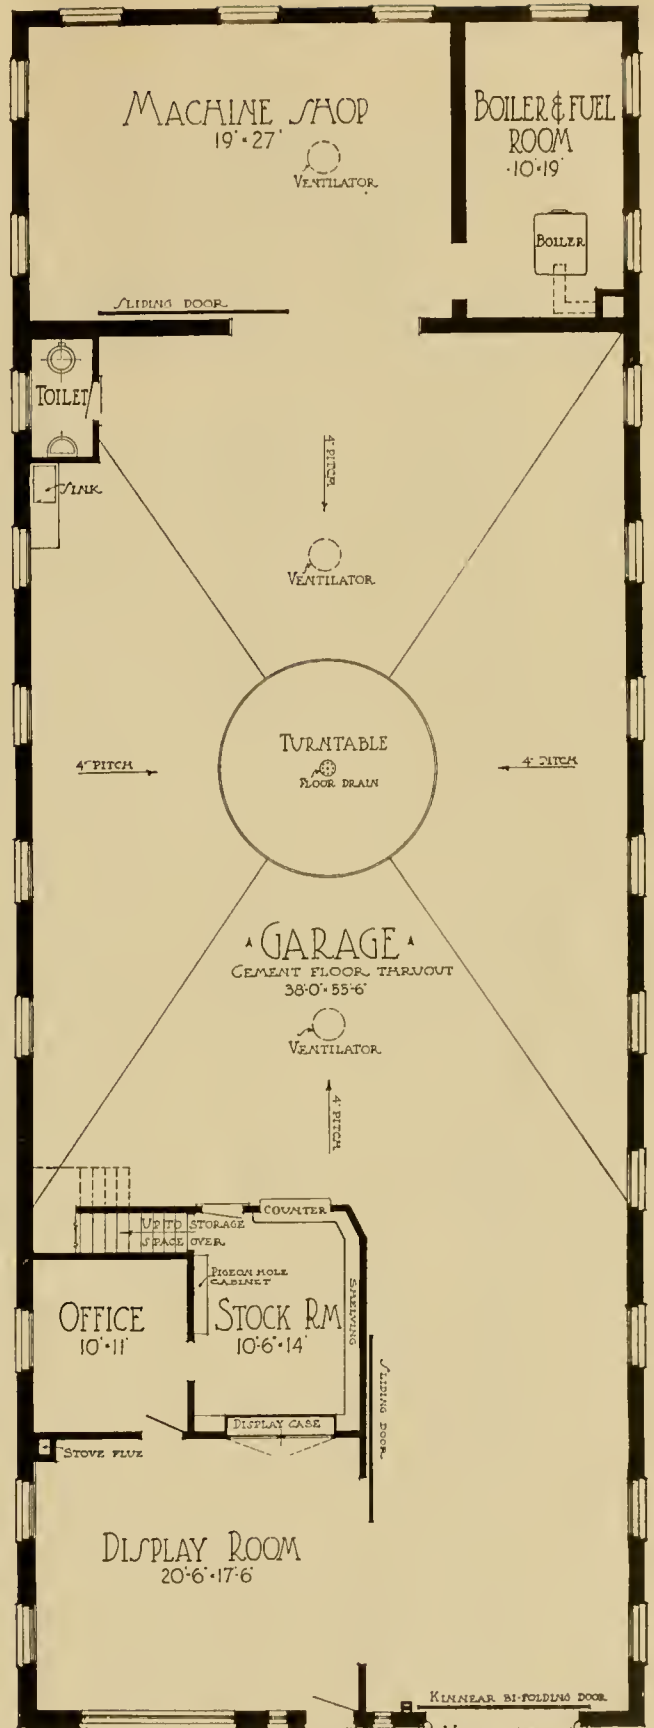 MACHINE SHOP
19'×27'
VENTILATOR
BOILER & FUEL
ROOM
10×19'
BOILER
SLIDING DOOR
TOILET
SINK
4" PITCH
VENTILATOR
TURNTABLE
FLOOR DRAIN
4" PITCH
4" PITCH
GARAGE
CEMENT FLOOR THRUOUT
38'-0"×55'-6"
VENTILATOR
4" PITCH
COUNTER
UP TO STORAGE
SPACE OVER
PIGEON HOLE
CABINET
SHELVING
OFFICE
10'×11'
STOCK RM
10'-6"×14'
SLIDING DOOR
DISPLAY CASE
STOVE FLUE
DISPLAY ROOM
20'-6"×17'-6"
KINNEAR BI-FOLDING DOOR